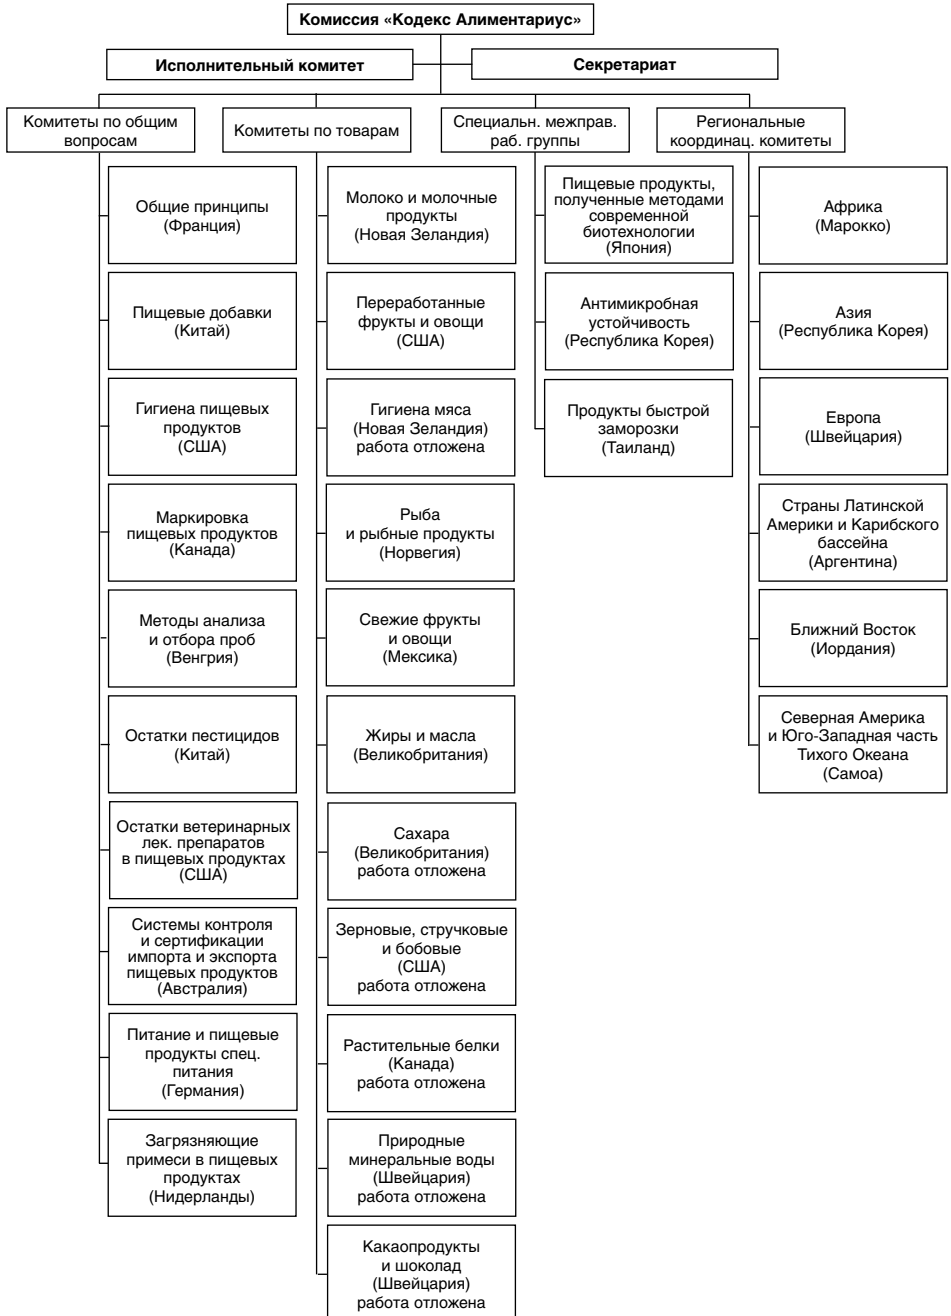 Комиссия «Кодекс Алиментариус»
Исполнительный комитет
Секретариат
Комитеты по общим
вопросам
Комитеты по товарам
Специальн. межправ.
раб. группы
Региональные
координац. комитеты
Общие принципы
(Франция)
Пищевые добавки
(Китай)
Гигиена пищевых
продуктов
(США)
Маркировка
пищевых продуктов
(Канада)
Методы анализа
и отбора проб
(Венгрия)
Остатки пестицидов
(Китай)
Остатки ветеринарных
лек. препаратов
в пищевых продуктах
(США)
Системы контроля
и сертификации
импорта и экспорта
пищевых продуктов
(Австралия)
Питание и пищевые
продукты спец.
питания
(Германия)
Загрязняющие
примеси в пищевых
продуктах
(Нидерланды)
Молоко и молочные
продукты
(Новая Зеландия)
Переработанные
фрукты и овощи
(США)
Гигиена мяса
(Новая Зеландия)
работа отложена
Рыба
и рыбные продукты
(Норвегия)
Свежие фрукты
и овощи
(Мексика)
Жиры и масла
(Великобритания)
Сахара
(Великобритания)
работа отложена
Зерновые, стручковые
и бобовые
(США)
работа отложена
Растительные белки
(Канада)
работа отложена
Природные
минеральные воды
(Швейцария)
работа отложена
Какаопродукты
и шоколад
(Швейцария)
работа отложена
Пищевые продукты,
полученные методами
современной
биотехнологии
(Япония)
Антимикробная
устойчивость
(Республика Корея)
Продукты быстрой
заморозки
(Таиланд)
Африка
(Марокко)
Азия
(Республика Корея)
Европа
(Швейцария)
Страны Латинской
Америки и Карибского
бассейна
(Аргентина)
Ближний Восток
(Иордания)
Северная Америка
и Юго-Западная часть
Тихого Океана
(Самоа)